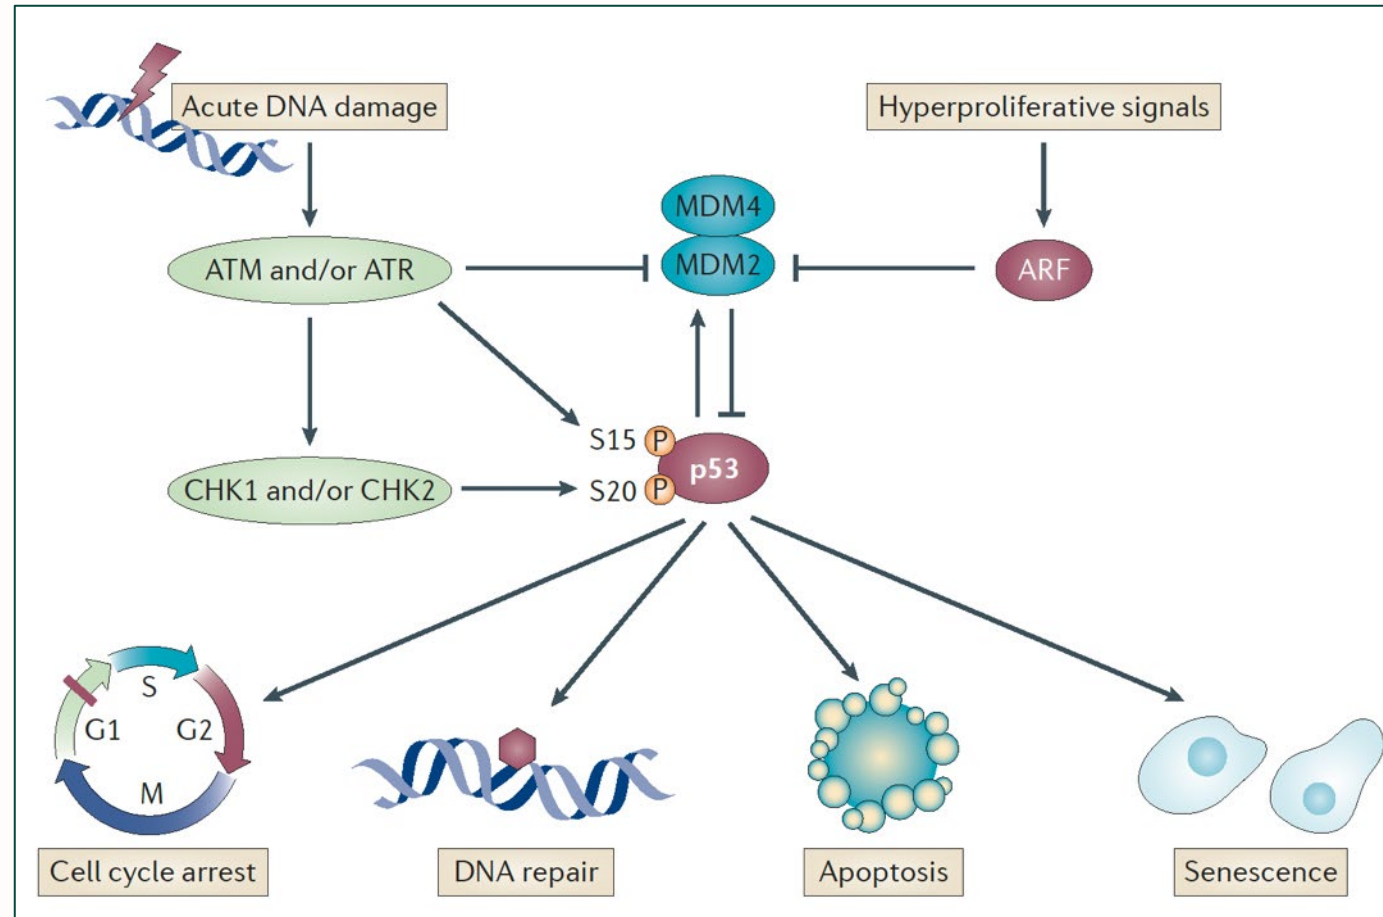 Acute DNA damage
Hyperproliferative signals
MDM4
MDM2
ATM and/or ATR
ARF
S15
P
p53
S20
P
CHK1 and/or CHK2
S
G1
G2
M
Cell cycle arrest
DNA repair
Apoptosis
Senescence